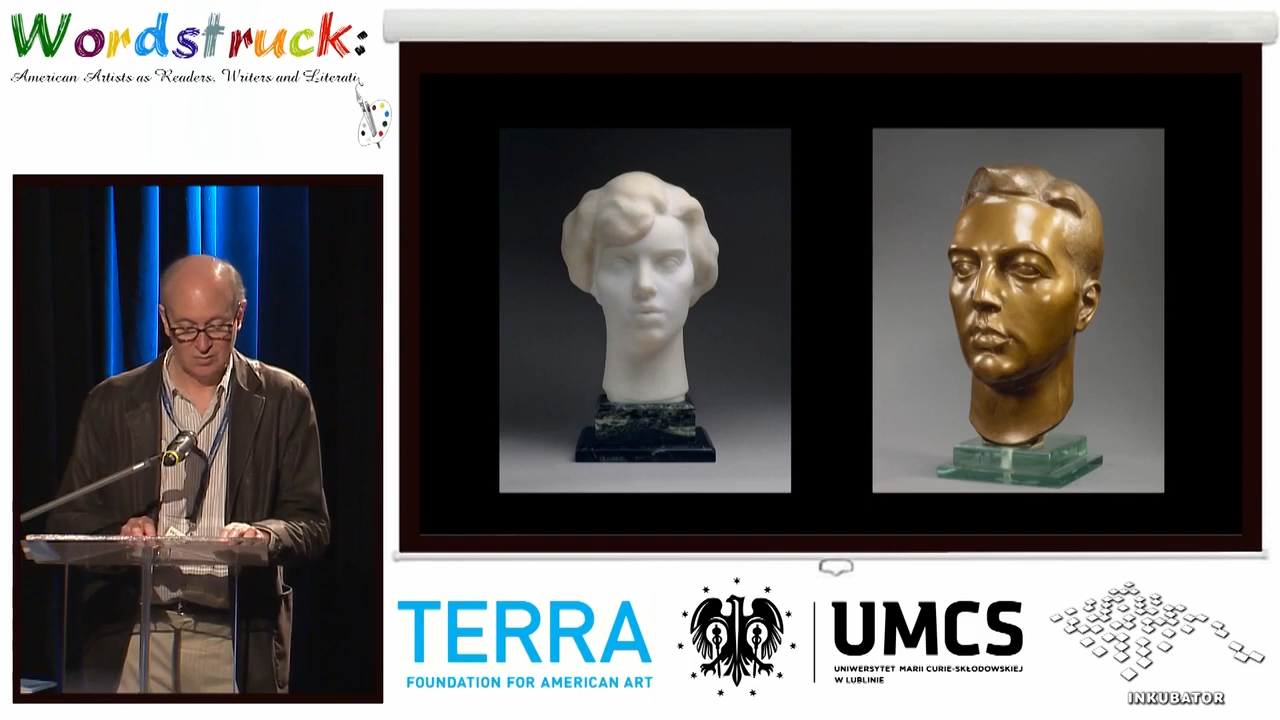 Wordstruck:
American Artists as Readers, Writers and Literati
TERRA
FOUNDATION FOR AMERICAN ART
UMCS
UNIWERSYTET MARII CURIE-SKŁODOWSKIEJ
W LUBLINIE
INKUBATOR